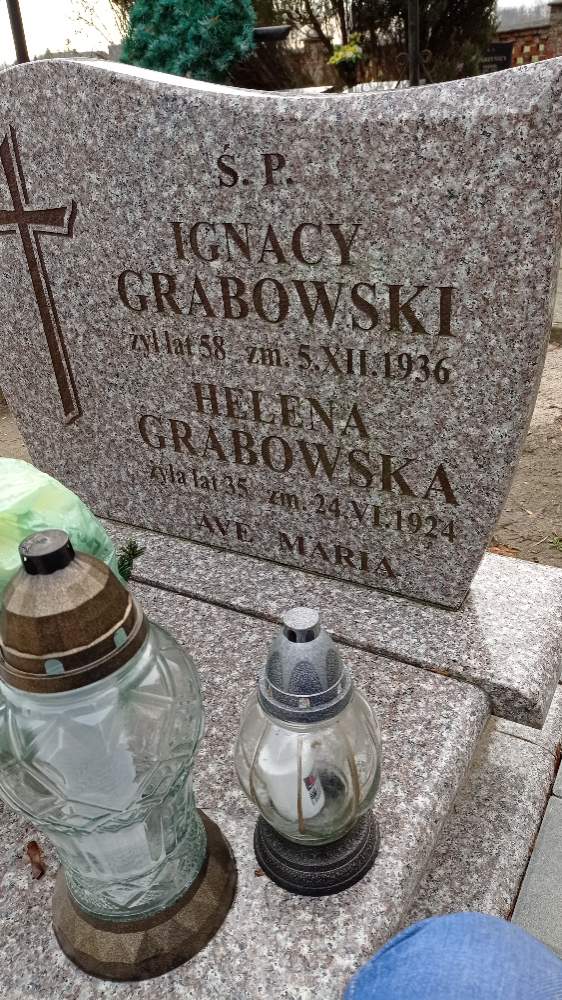 Ś. P.
IGNACY
GRABOWSKI
żył lat 58 zm. 5.XII.1936
HELENA
GRABOWSKA
żyła lat 35 zm. 24.VI.1924
AVE MARIA